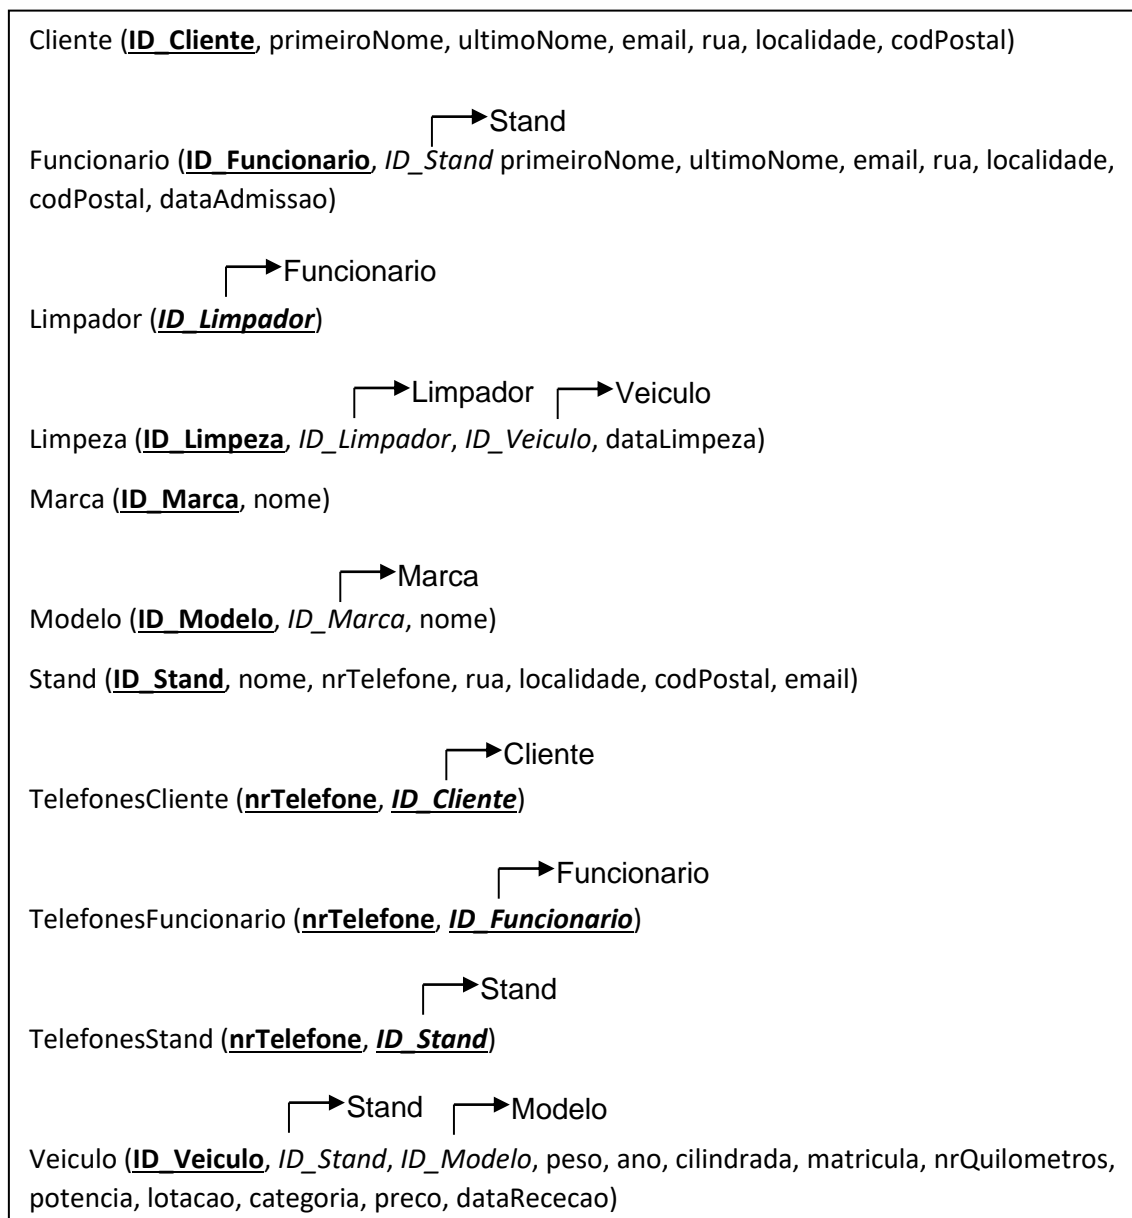 Cliente (ID_Cliente, primeiroNome, ultimoNome, email, rua, localidade, codPostal)
Stand
Funcionario (ID_Funcionario, ID_Stand primeiroNome, ultimoNome, email, rua, localidade,
codPostal, dataAdmissao)
Funcionario
Limpador (ID_Limpador)
Limpador Veiculo
Limpeza (ID_Limpeza, ID_Limpador, ID_Veiculo, dataLimpeza)
Marca (ID_Marca, nome)
Marca
Modelo (ID_Modelo, ID_Marca, nome)
Stand (ID_Stand, nome, nrTelefone, rua, localidade, codPostal, email)
Cliente
TelefonesCliente (nrTelefone, ID_Cliente)
Funcionario
TelefonesFuncionario (nrTelefone, ID_Funcionario)
Stand
TelefonesStand (nrTelefone, ID_Stand)
Stand Modelo
Veiculo (ID_Veiculo, ID_Stand, ID_Modelo, peso, ano, cilindrada, matricula, nrQuilometros,
potencia, lotacao, categoria, preco, dataRececao)